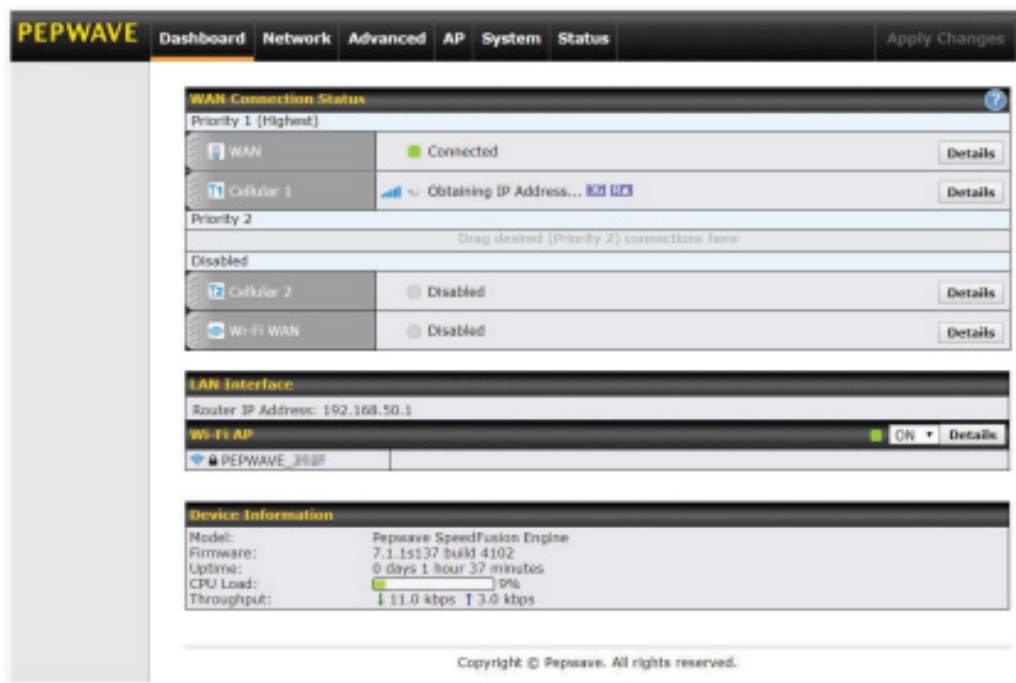 PEPWAVE Dashboard Network Advanced AP System Status Apply Changes
WAN Connection Status
Priority 1 (Highest)
WAN Connected Details
Cellular 1 Obtaining IP Address... Details
Priority 2
Drag desired (Priority 2) connections here
Disabled
Cellular 2 Disabled Details
Wi-Fi WAN Disabled Details
LAN Interface
Router IP Address: 192.168.50.1
Wi-Fi AP ON Details
PEPWAVE_
Device Information
Model: Pepwave SpeedFusion Engine
Firmware: 7.1.1s137 build 4102
Uptime: 0 days 1 hour 37 minutes
CPU Load: 9%
Throughput: 11.0 kbps 3.0 kbps
Copyright © Pepwave. All rights reserved.